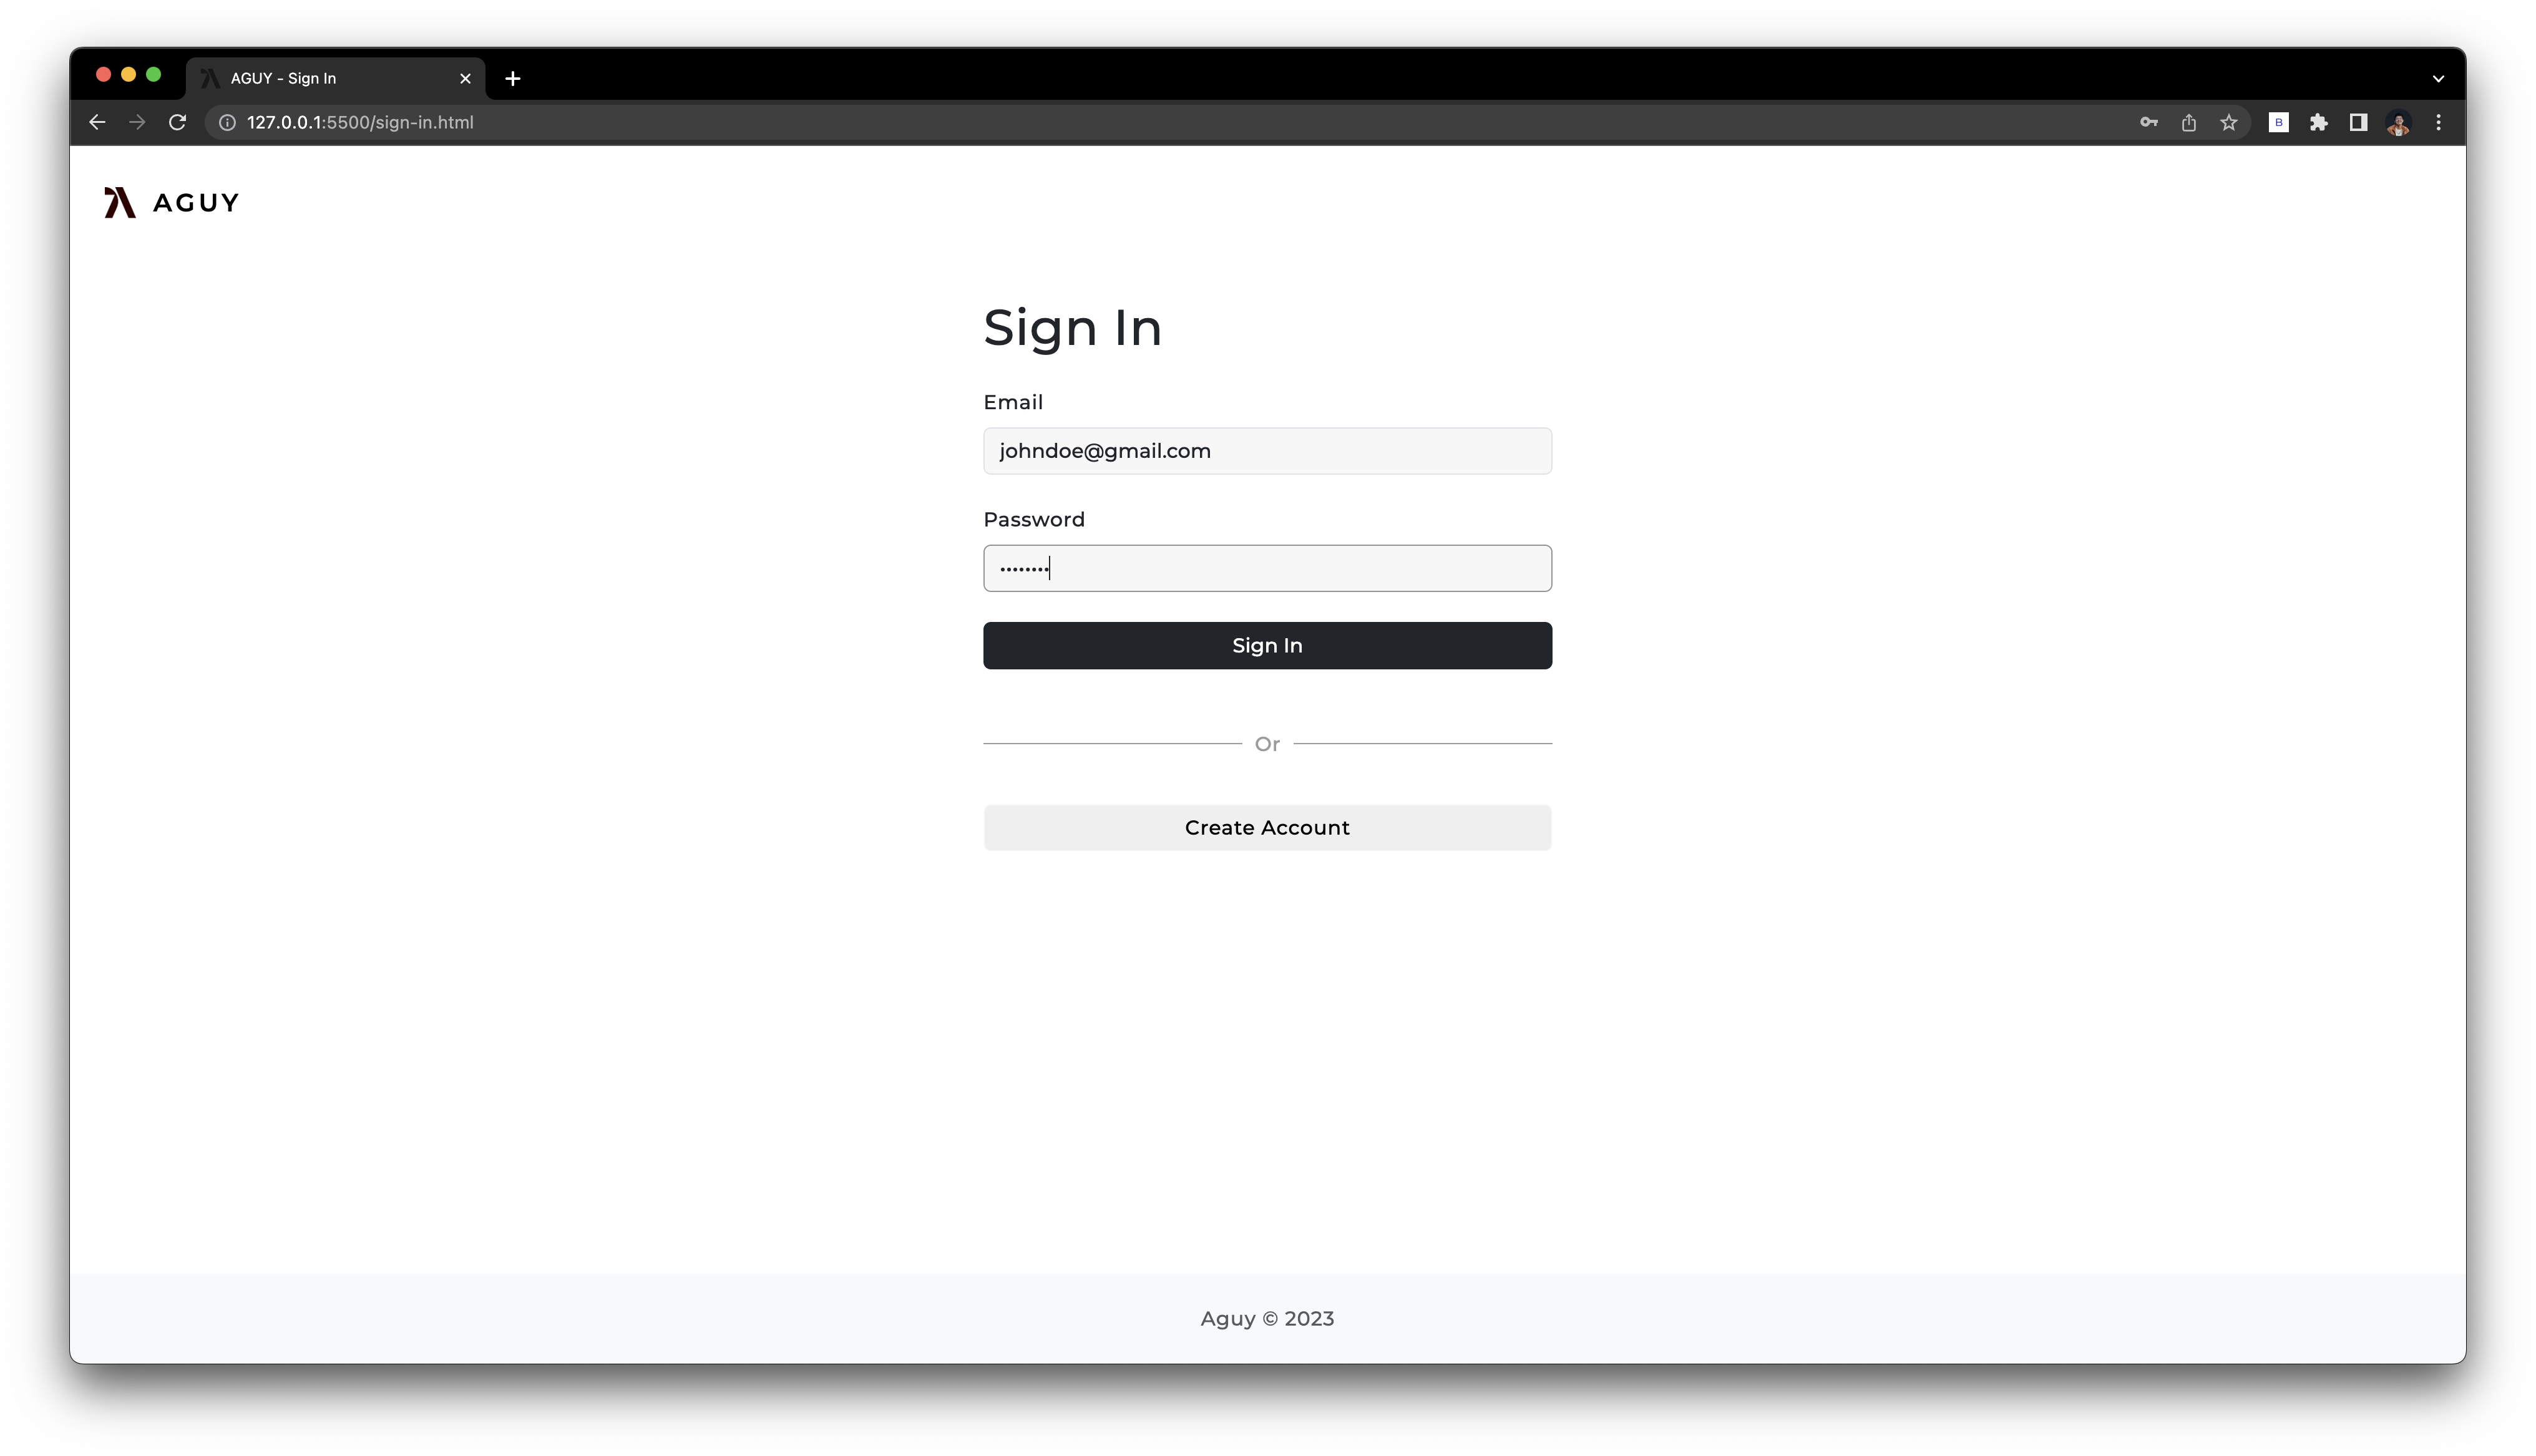 AGUY - Sign In
127.0.0.1:5500/sign-in.html
B
AGUY
Sign In
Email
johndoe@gmail.com
Password
••••••••
Sign In
Or
Create Account
Aguy © 2023